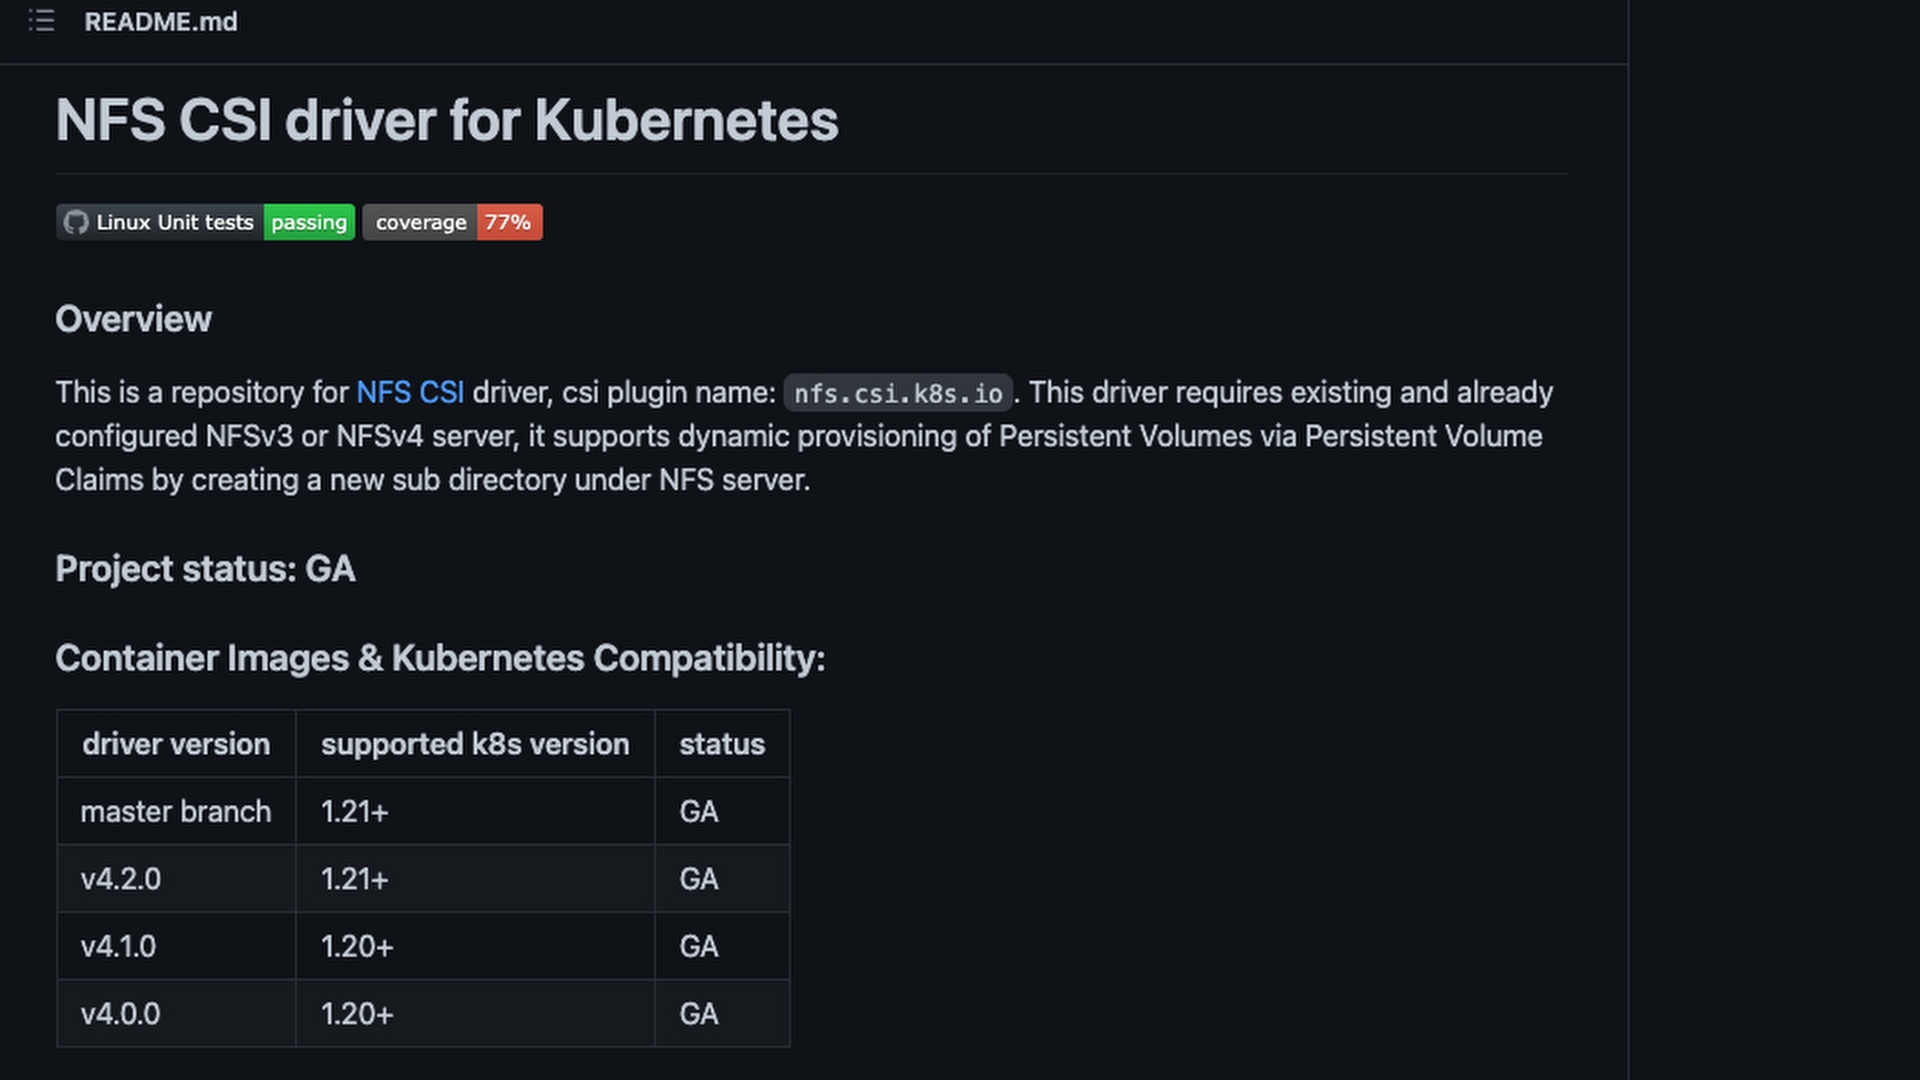 README.md
NFS CSI driver for Kubernetes
Linux Unit tests passing coverage 77%
Overview
This is a repository for NFS CSI driver, csi plugin name: nfs.csi.k8s.io. This driver requires existing and already
configured NFSv3 or NFSv4 server, it supports dynamic provisioning of Persistent Volumes via Persistent Volume
Claims by creating a new sub directory under NFS server.
Project status: GA
Container Images & Kubernetes Compatibility:
driver version supported k8s version status
master branch 1.21+ GA
v4.2.0 1.21+ GA
v4.1.0 1.20+ GA
v4.0.0 1.20+ GA